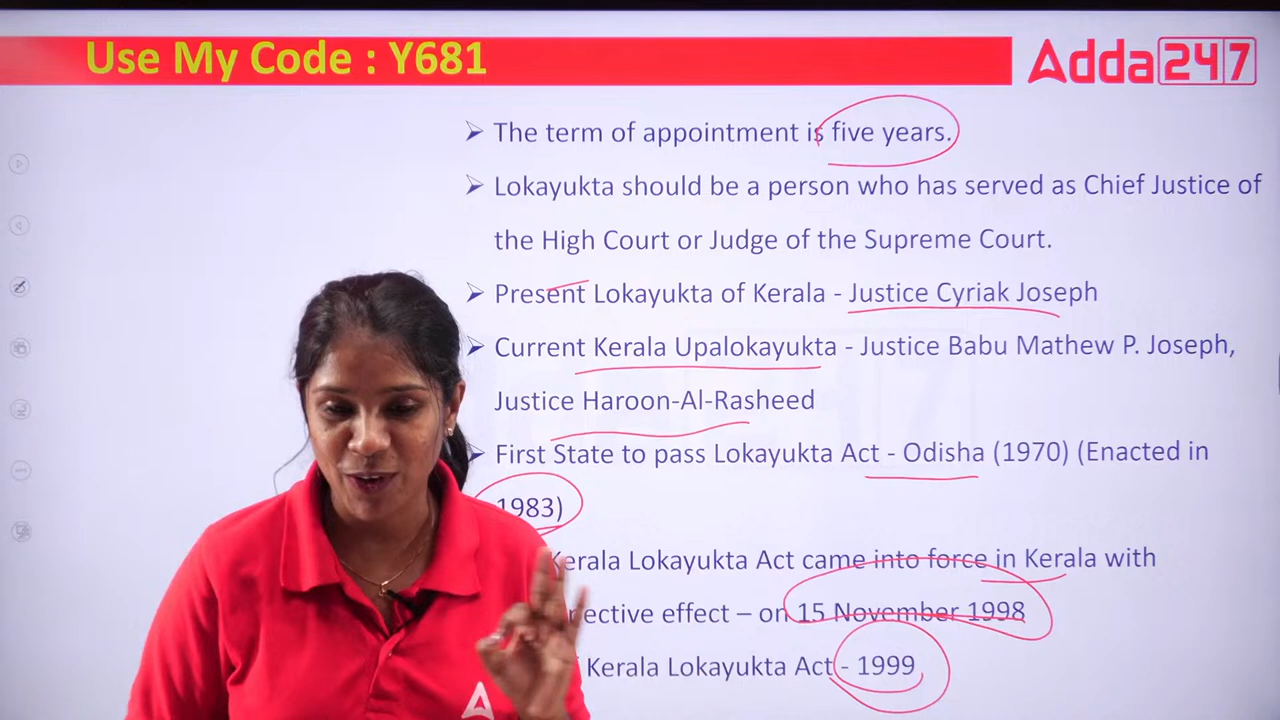 Use My Code : Y681
Adda247
➢ The term of appointment is five years.
➢ Lokayukta should be a person who has served as Chief Justice of
the High Court or Judge of the Supreme Court.
➢ Present Lokayukta of Kerala - Justice Cyriak Joseph
➢ Current Kerala Upalokayukta - Justice Babu Mathew P. Joseph,
Justice Haroon-Al-Rasheed
➢ First State to pass Lokayukta Act - Odisha (1970) (Enacted in
1983)
Kerala Lokayukta Act came into force in Kerala with
ective effect – on 15 November 1998
Kerala Lokayukta Act - 1999